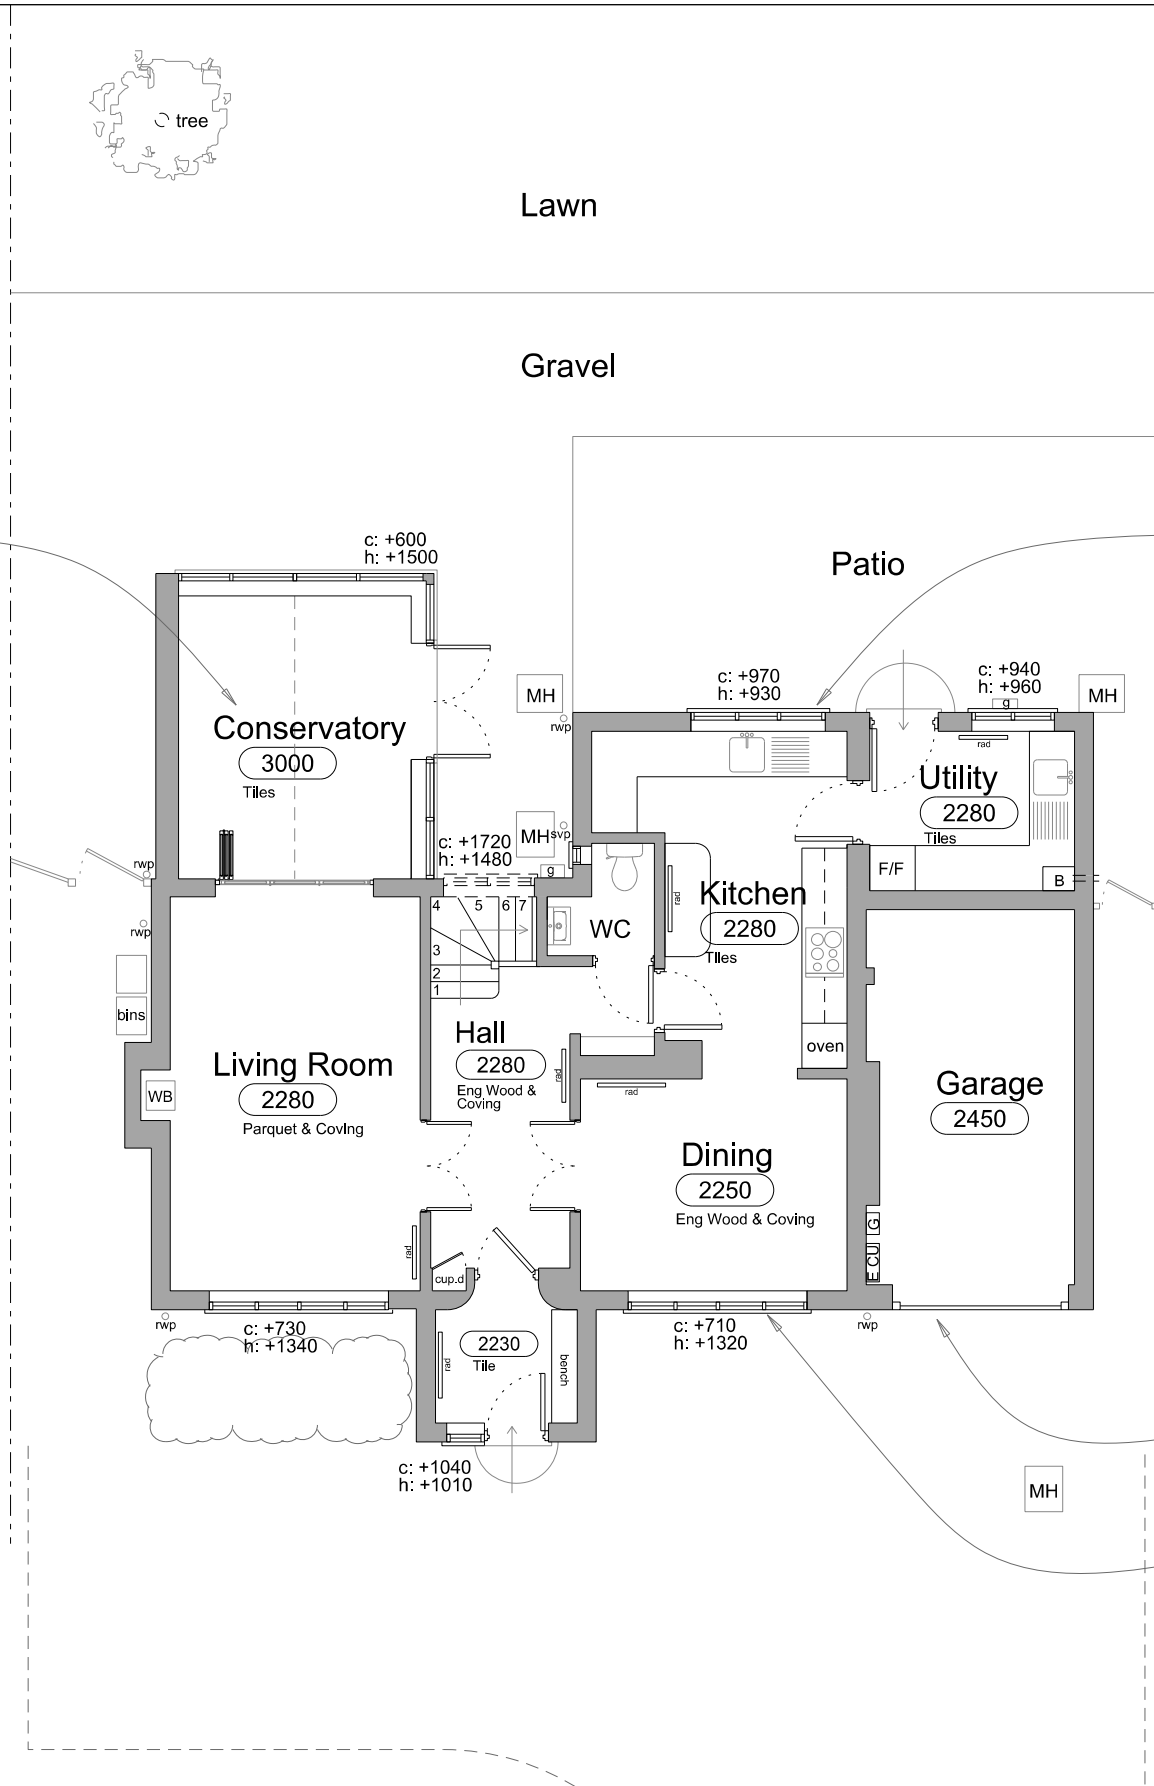 tree
Lawn
Gravel
c: +600
h: +1500
Patio
c: +970
h: +930
c: +940
h: +960
g
MH
MH
rwp
rad
Conservatory
3000
Tiles
Utility
2280
Tiles
c: +1720
h: +1480
MH
svp
g
rwp
F/F
B
Kitchen
2280
Tiles
rad
4
5
6
7
3
2
1
WC
rwp
bins
oven
Hall
2280
Eng Wood &
Coving
rad
Living Room
2280
Parquet & Coving
WB
rad
Garage
2450
Dining
2250
Eng Wood & Coving
rad
G
E CU
cup.d
rwp
c: +730
h: +1340
2230
Tile
rad
bench
c: +710
h: +1320
rwp
c: +1040
h: +1010
MH